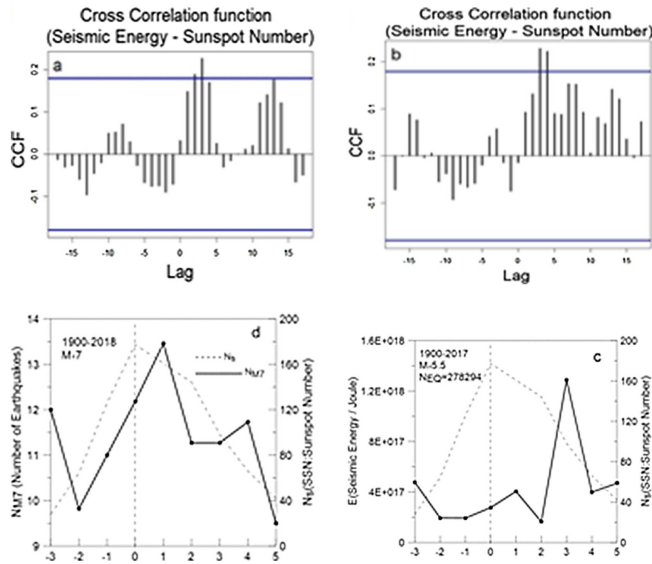 Cross Correlation function
(Seismic Energy - Sunspot Number)
a
CCF
0.2
0.1
0.0
-0.1
-15 -10 -5 0 5 10 15
Lag
Cross Correlation function
(Seismic Energy - Sunspot Number)
b
CCF
0.2
0.1
0.0
-0.1
-15 -10 -5 0 5 10 15
Lag
d
1900-2018
M-7
Ns
NM7
NM7 (Number of Earthquakes)
14
13
12
11
10
9
200
160
120
80
40
0
Ns(SSN:Sunspot Number)
-3 -2 -1 0 1 2 3 4 5
c
1900-2017
M-5.5
NEQ=278294
E(Seismic Energy / Joule)
1.6E+018
1.2E+018
8E+017
4E+017
0
200
160
120
80
40
0
Ns(SSN:Sunspot Number)
-3 -2 -1 0 1 2 3 4 5